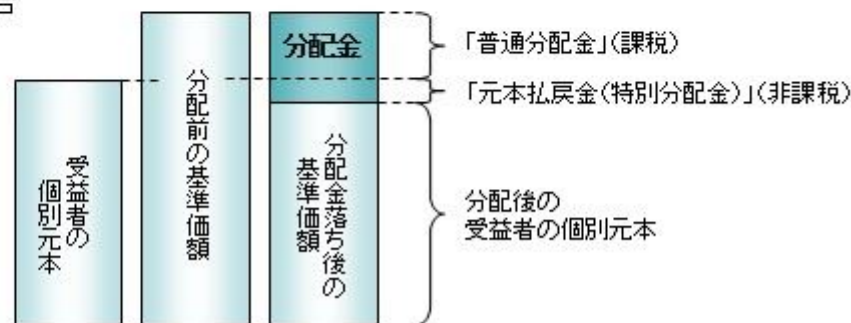 分配金
「普通分配金」(課税)
「元本払戻金(特別分配金)」(非課税)
受益者の
個別元本
分配前の基準価額
分配金落ち後の
基準価額
分配後の
受益者の個別元本